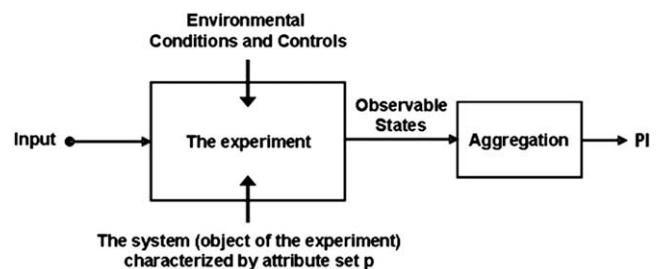 Environmental
Conditions and Controls
Input
The experiment
Observable
States
Aggregation
PI
The system (object of the experiment)
characterized by attribute set p